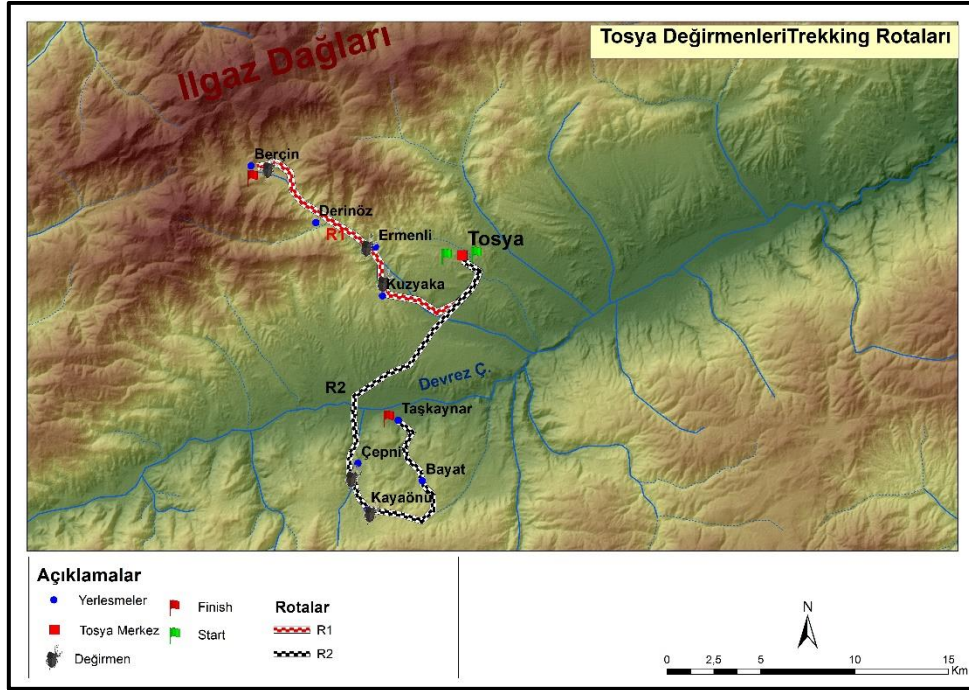 Tosya DeğirmenleriTrekking Rotaları
Ilgaz Dağları
Berçin
Derinöz
R1
Ermenli
Tosya
Kuzyaka
R2
Devrez Ç.
Taşkaynar
Çepni
Bayat
Kayaönü
Açıklamalar
Yerlesmeler
Finish
Rotalar
Tosya Merkez
Start
R1
Değirmen
R2
N
0 2,5 5 10 15
Km